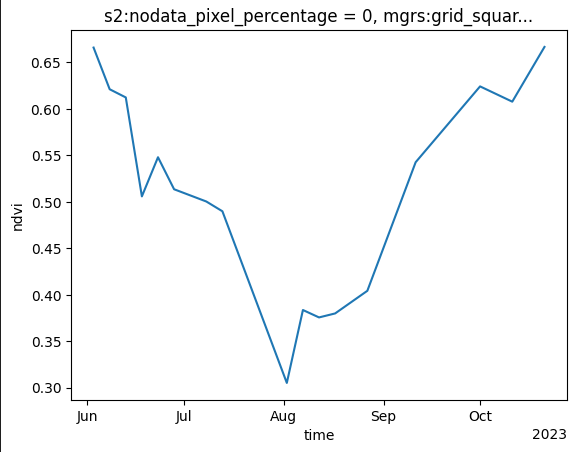 s2:nodata_pixel_percentage = 0, mgrs:grid_squar...
0.65
0.60
0.55
0.50
0.45
0.40
0.35
0.30
ndvi
Jun Jul Aug Sep Oct
time
2023